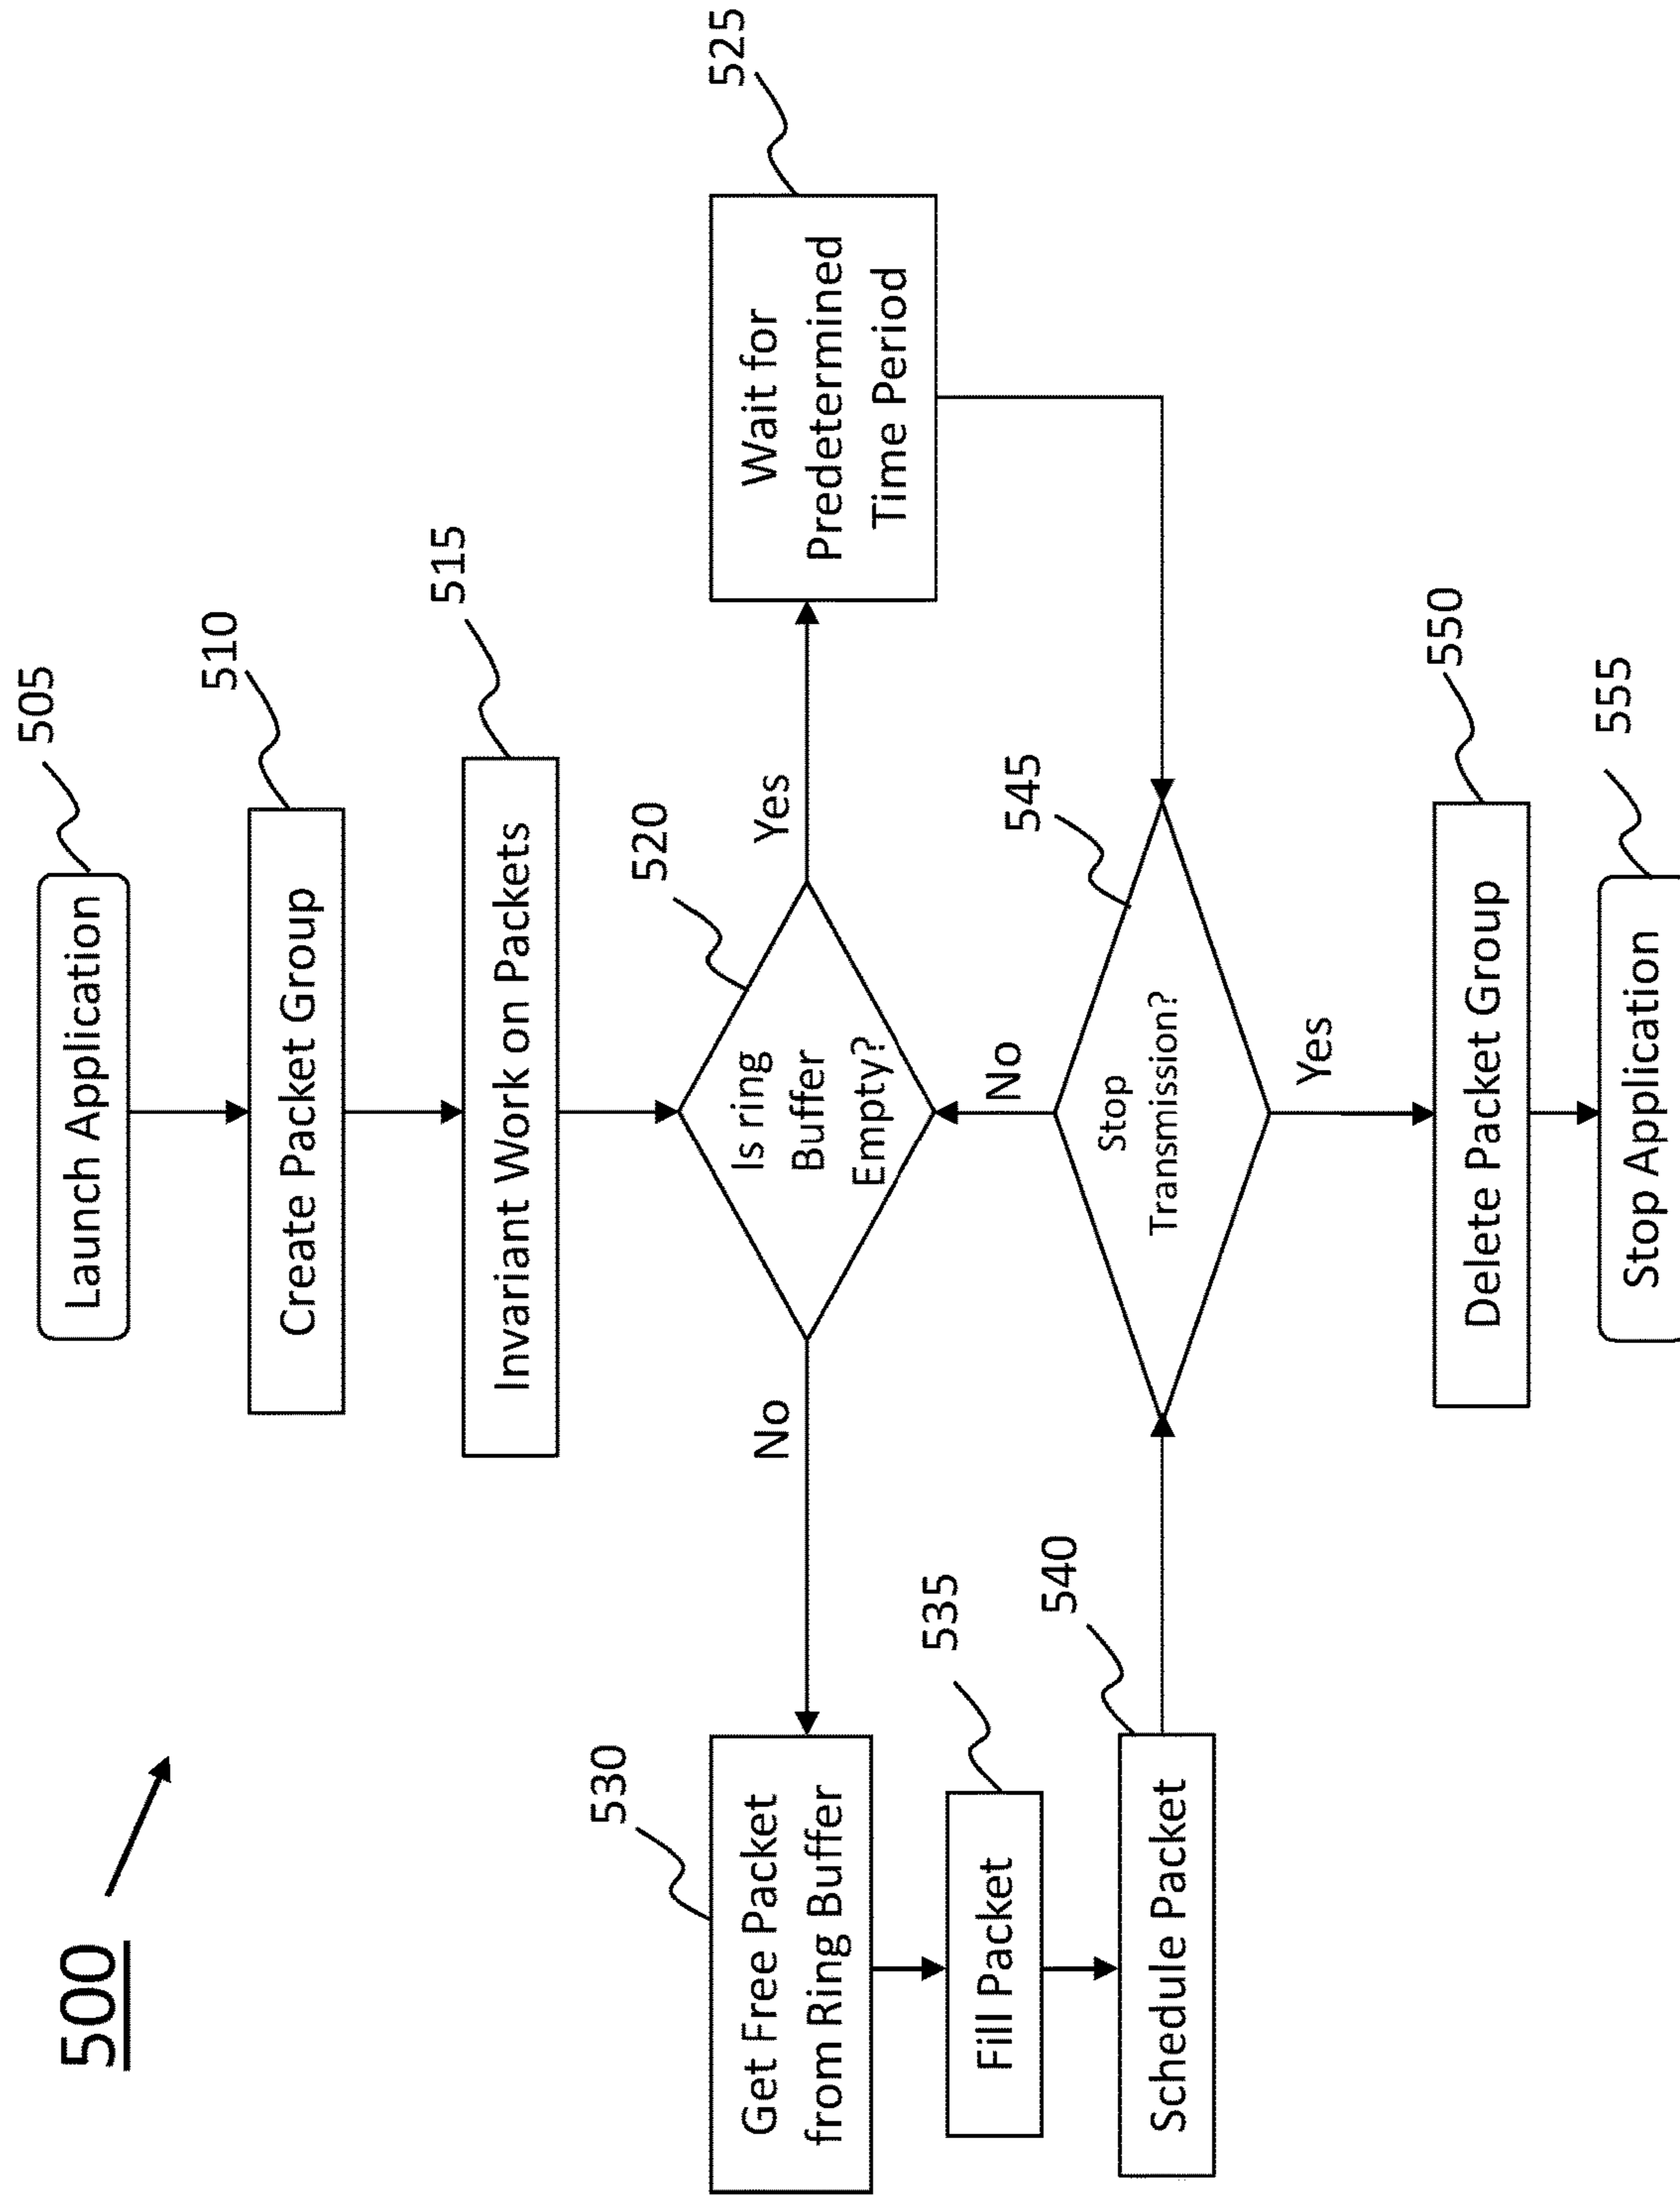 500
Launch Application
505
Create Packet Group
510
Invariant Work on Packets
515
Is ring
Buffer
Empty?
520
Yes
Wait for
Predetermined
Time Period
525
No
Get Free Packet
from Ring Buffer
530
Fill Packet
535
Schedule Packet
540
Stop
Transmission?
545
No
Yes
Delete Packet Group
550
Stop Application
555